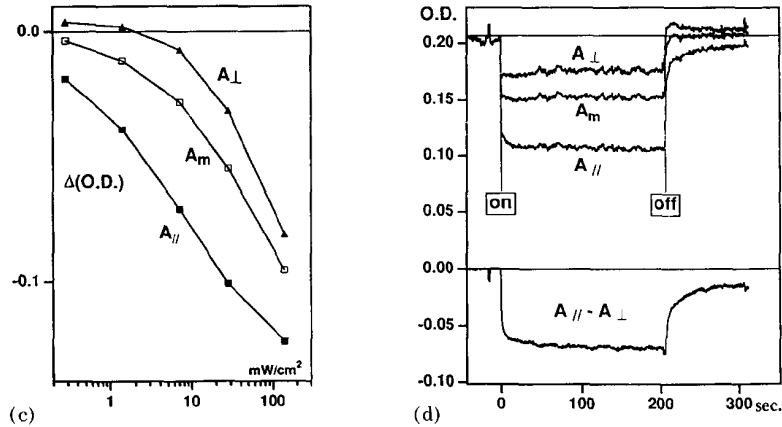 0.0
-0.1
Δ(O.D.)
A⊥
Am
A//
mW/cm²
1
10
100
(c)
O.D.
0.20
0.15
0.10
0.05
0.00
-0.05
-0.10
A⊥
Am
A//
on
off
A// - A⊥
0
100
200
300 sec.
(d)